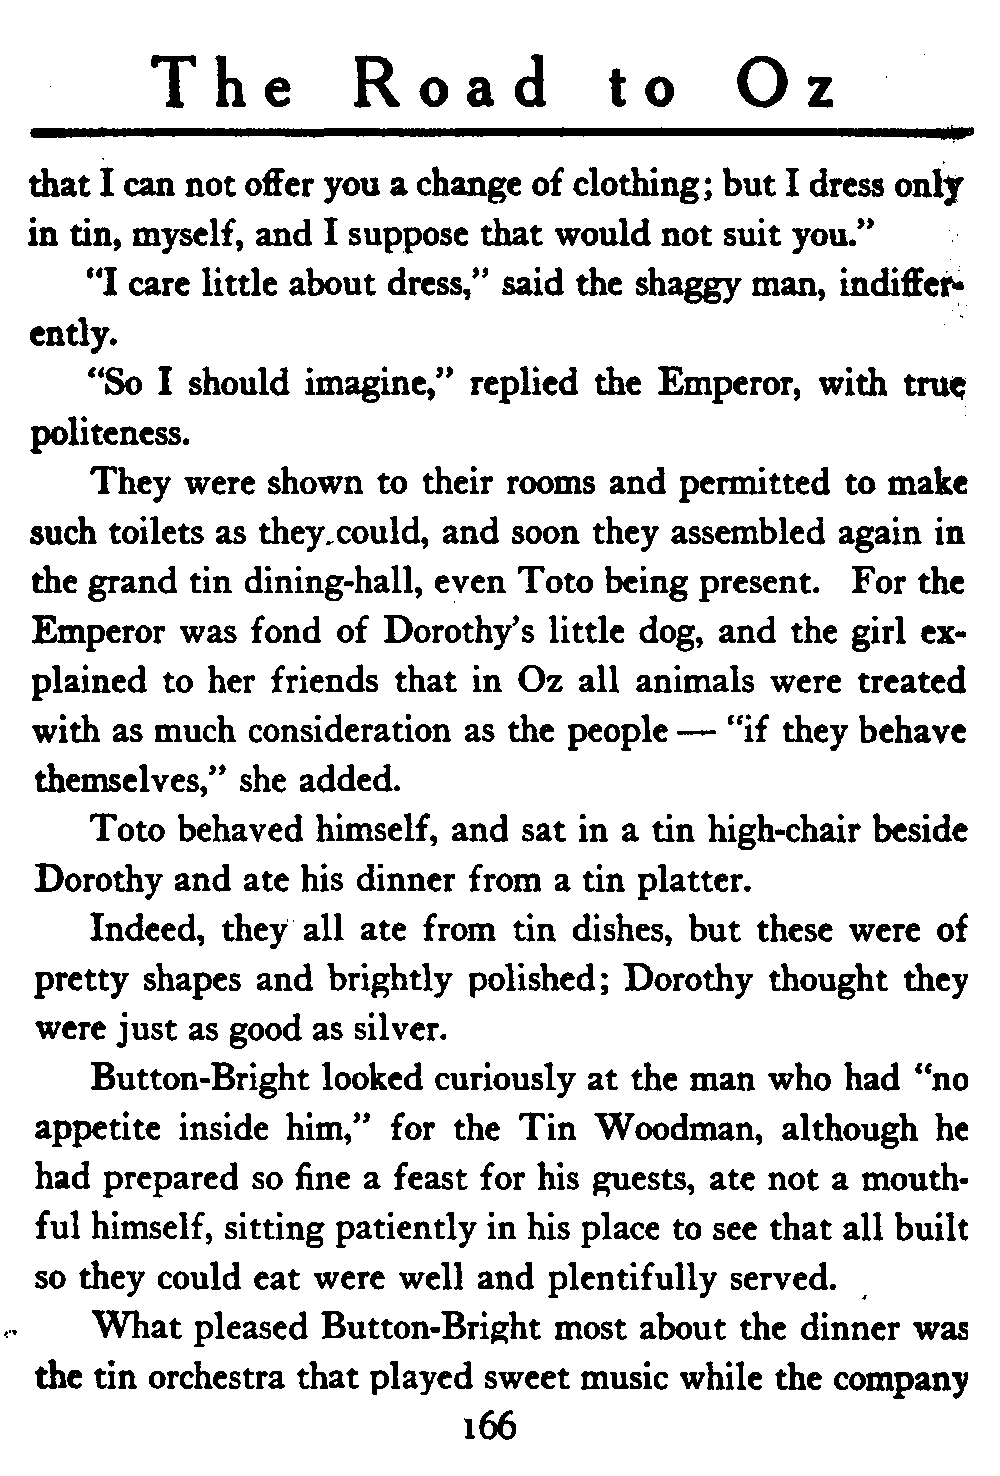 The Road to Oz
that I can not offer you a change of clothing; but I dress only
in tin, myself, and I suppose that would not suit you.”
“I care little about dress,” said the shaggy man, indiffer-
ently.
“So I should imagine,” replied the Emperor, with true
politeness.
They were shown to their rooms and permitted to make
such toilets as they could, and soon they assembled again in
the grand tin dining-hall, even Toto being present. For the
Emperor was fond of Dorothy’s little dog, and the girl ex-
plained to her friends that in Oz all animals were treated
with as much consideration as the people — “if they behave
themselves,” she added.
Toto behaved himself, and sat in a tin high-chair beside
Dorothy and ate his dinner from a tin platter.
Indeed, they all ate from tin dishes, but these were of
pretty shapes and brightly polished; Dorothy thought they
were just as good as silver.
Button-Bright looked curiously at the man who had “no
appetite inside him,” for the Tin Woodman, although he
had prepared so fine a feast for his guests, ate not a mouth-
ful himself, sitting patiently in his place to see that all built
so they could eat were well and plentifully served.
What pleased Button-Bright most about the dinner was
the tin orchestra that played sweet music while the company
166